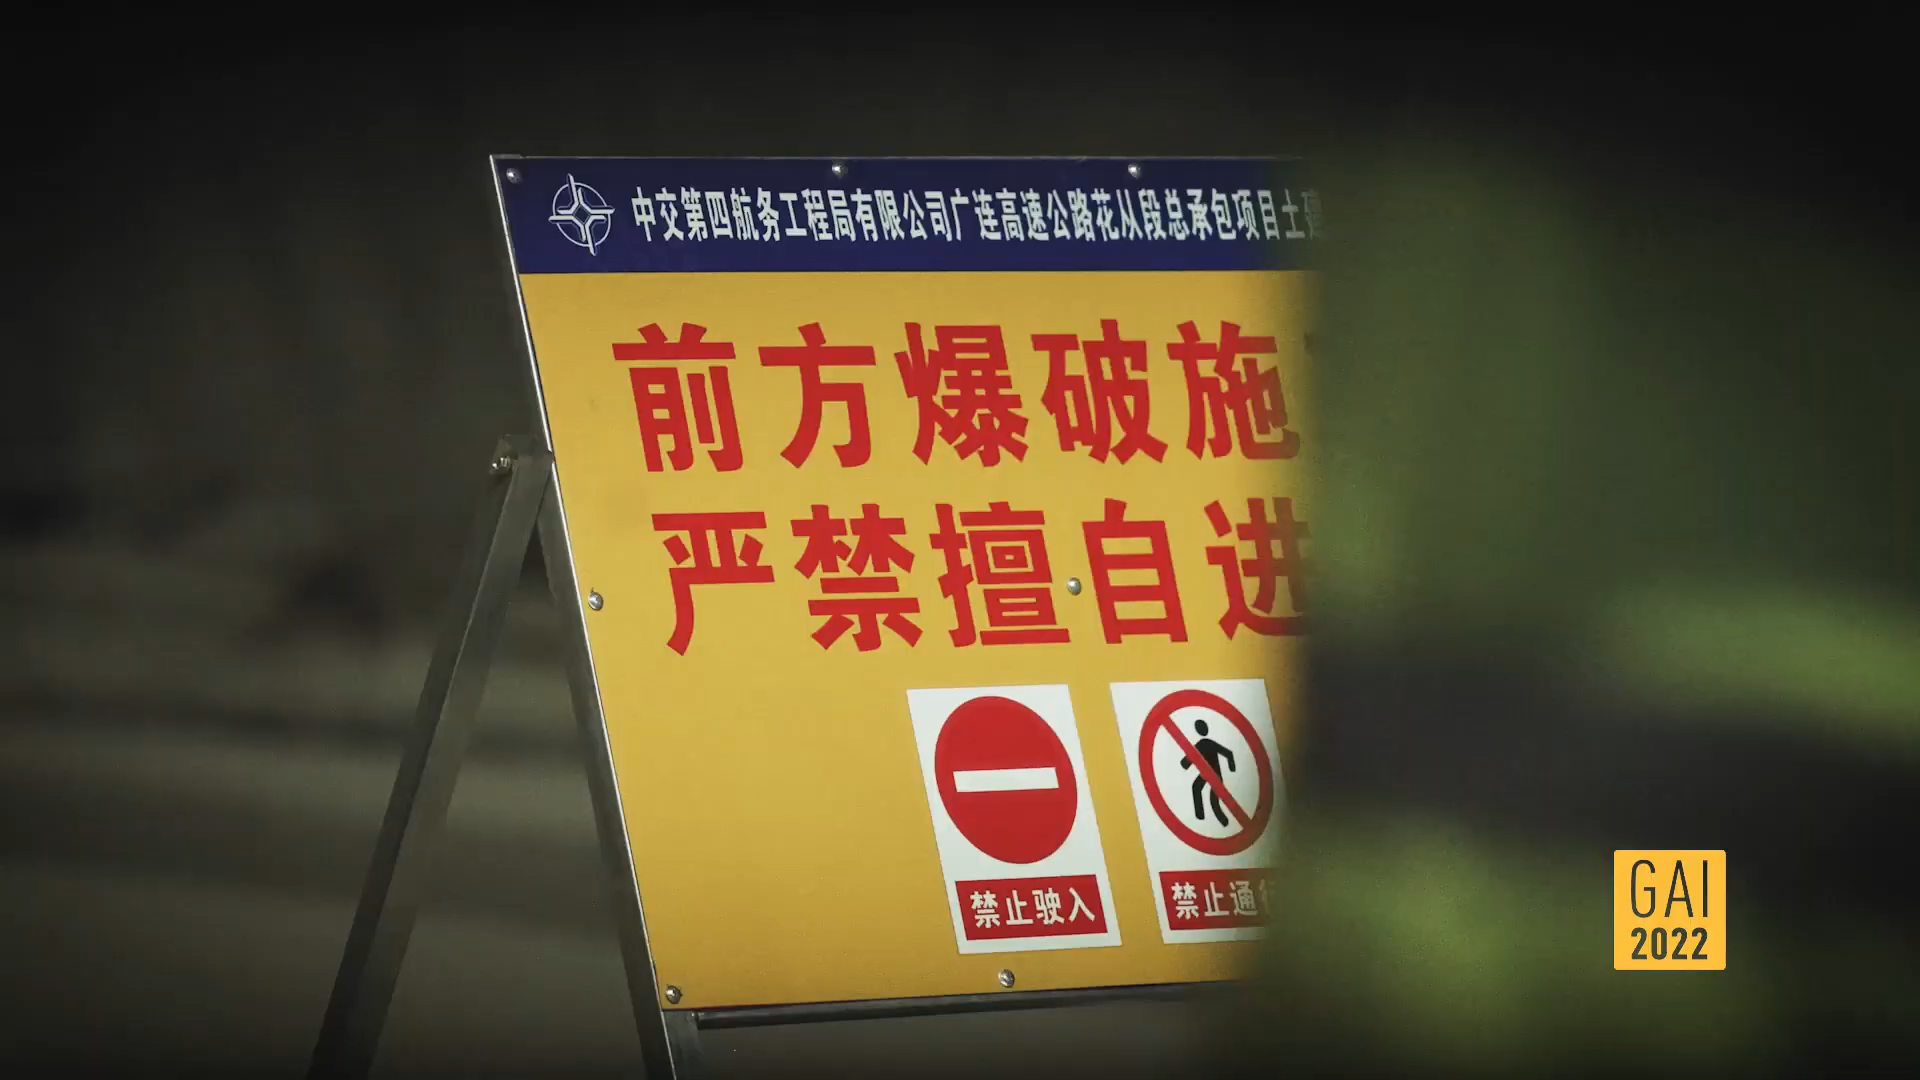 中交第四航务工程局有限公司广连高速公路花从段总承包项目土建
前方爆破施
严禁擅自进
禁止驶入
禁止通行
GAI
2022